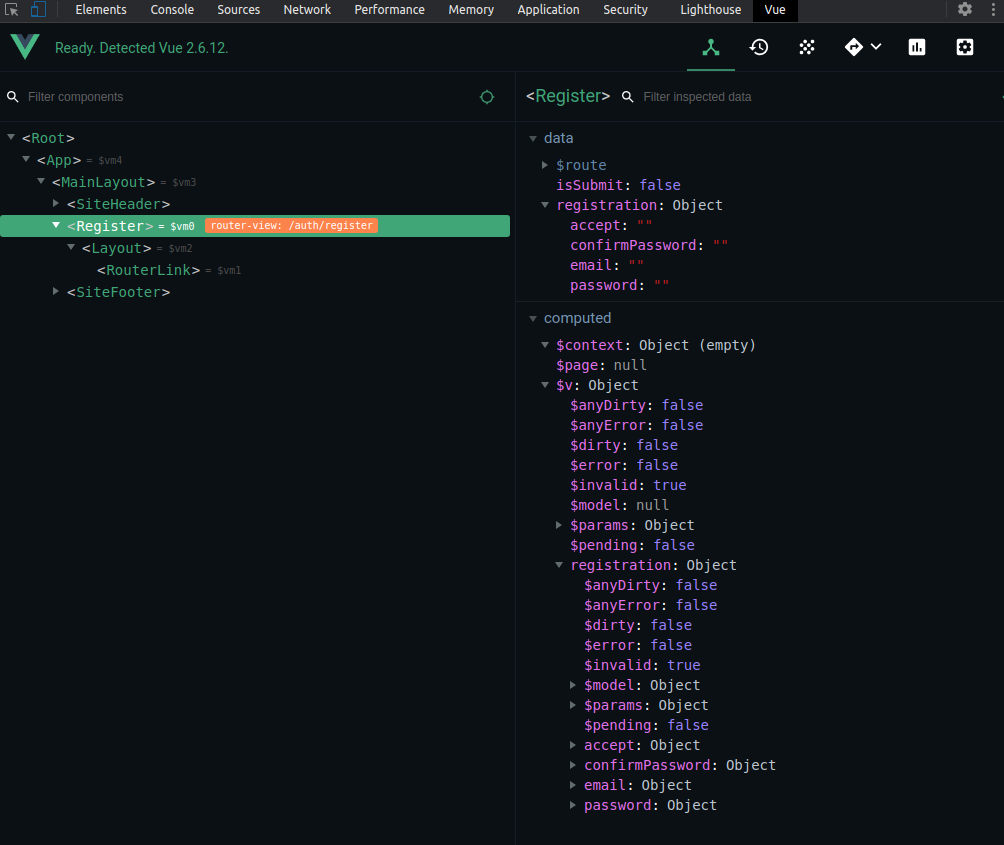 Elements Console Sources Network Performance Memory Application Security Lighthouse Vue
Ready. Detected Vue 2.6.12.
Filter components
<Root>
<App> = $vm4
<MainLayout> = $vm3
<SiteHeader>
<Register> = $vm0 router-view: /auth/register
<Layout> = $vm2
<RouterLink> = $vm1
<SiteFooter>
<Register> Filter inspected data
data
$route
isSubmit: false
registration: Object
accept: ""
confirmPassword: ""
email: ""
password: ""
computed
$context: Object (empty)
$page: null
$v: Object
$anyDirty: false
$anyError: false
$dirty: false
$error: false
$invalid: true
$model: null
$params: Object
$pending: false
registration: Object
$anyDirty: false
$anyError: false
$dirty: false
$error: false
$invalid: true
$model: Object
$params: Object
$pending: false
accept: Object
confirmPassword: Object
email: Object
password: Object